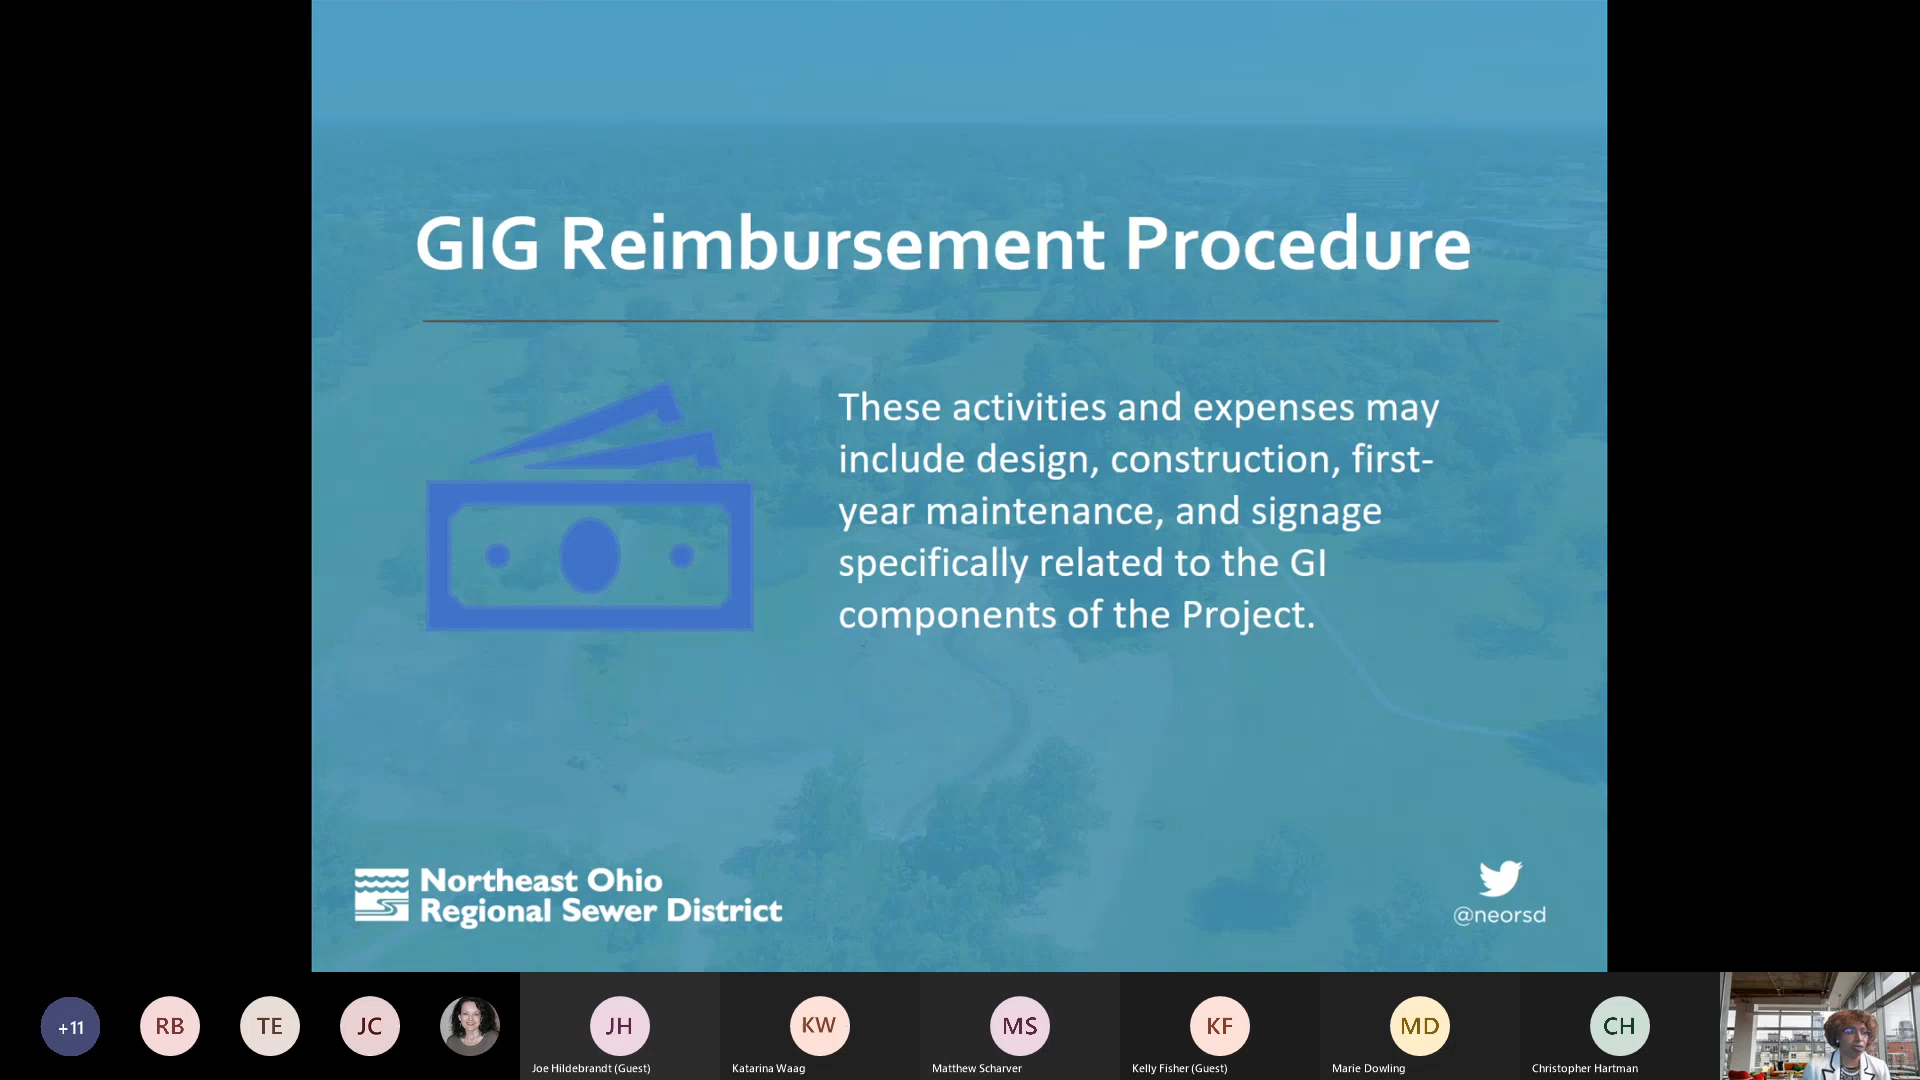 GIG Reimbursement Procedure
These activities and expenses may
include design, construction, first-
year maintenance, and signage
specifically related to the GI
components of the Project.
Northeast Ohio
Regional Sewer District
@neorsd
+11
RB
TE
JC
JH
KW
MS
KF
MD
CH
Joe Hildebrandt (Guest)
Katarina Waag
Matthew Scharver
Kelly Fisher (Guest)
Marie Dowling
Christopher Hartman